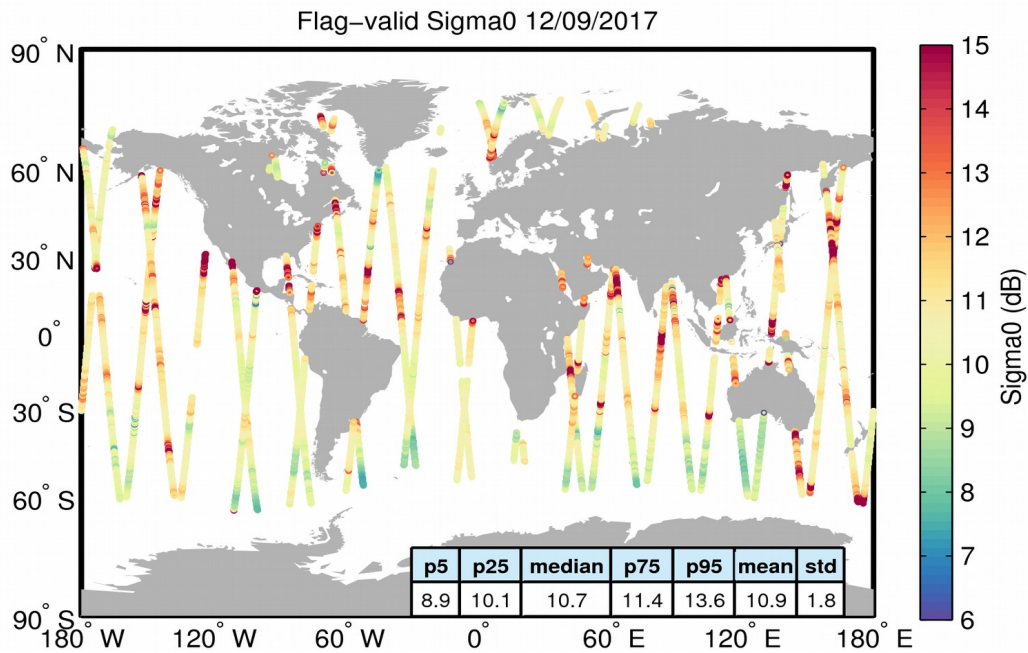 Flag−valid Sigma0 12/09/2017
90° N
60° N
30° N
0°
30° S
60° S
90° S
180° W
120° W
60° W
0°
60° E
120° E
180° E
p5 p25 median p75 p95 mean std
8.9 10.1 10.7 11.4 13.6 10.9 1.8
15
14
13
12
11
10
9
8
7
6
Sigma0 (dB)